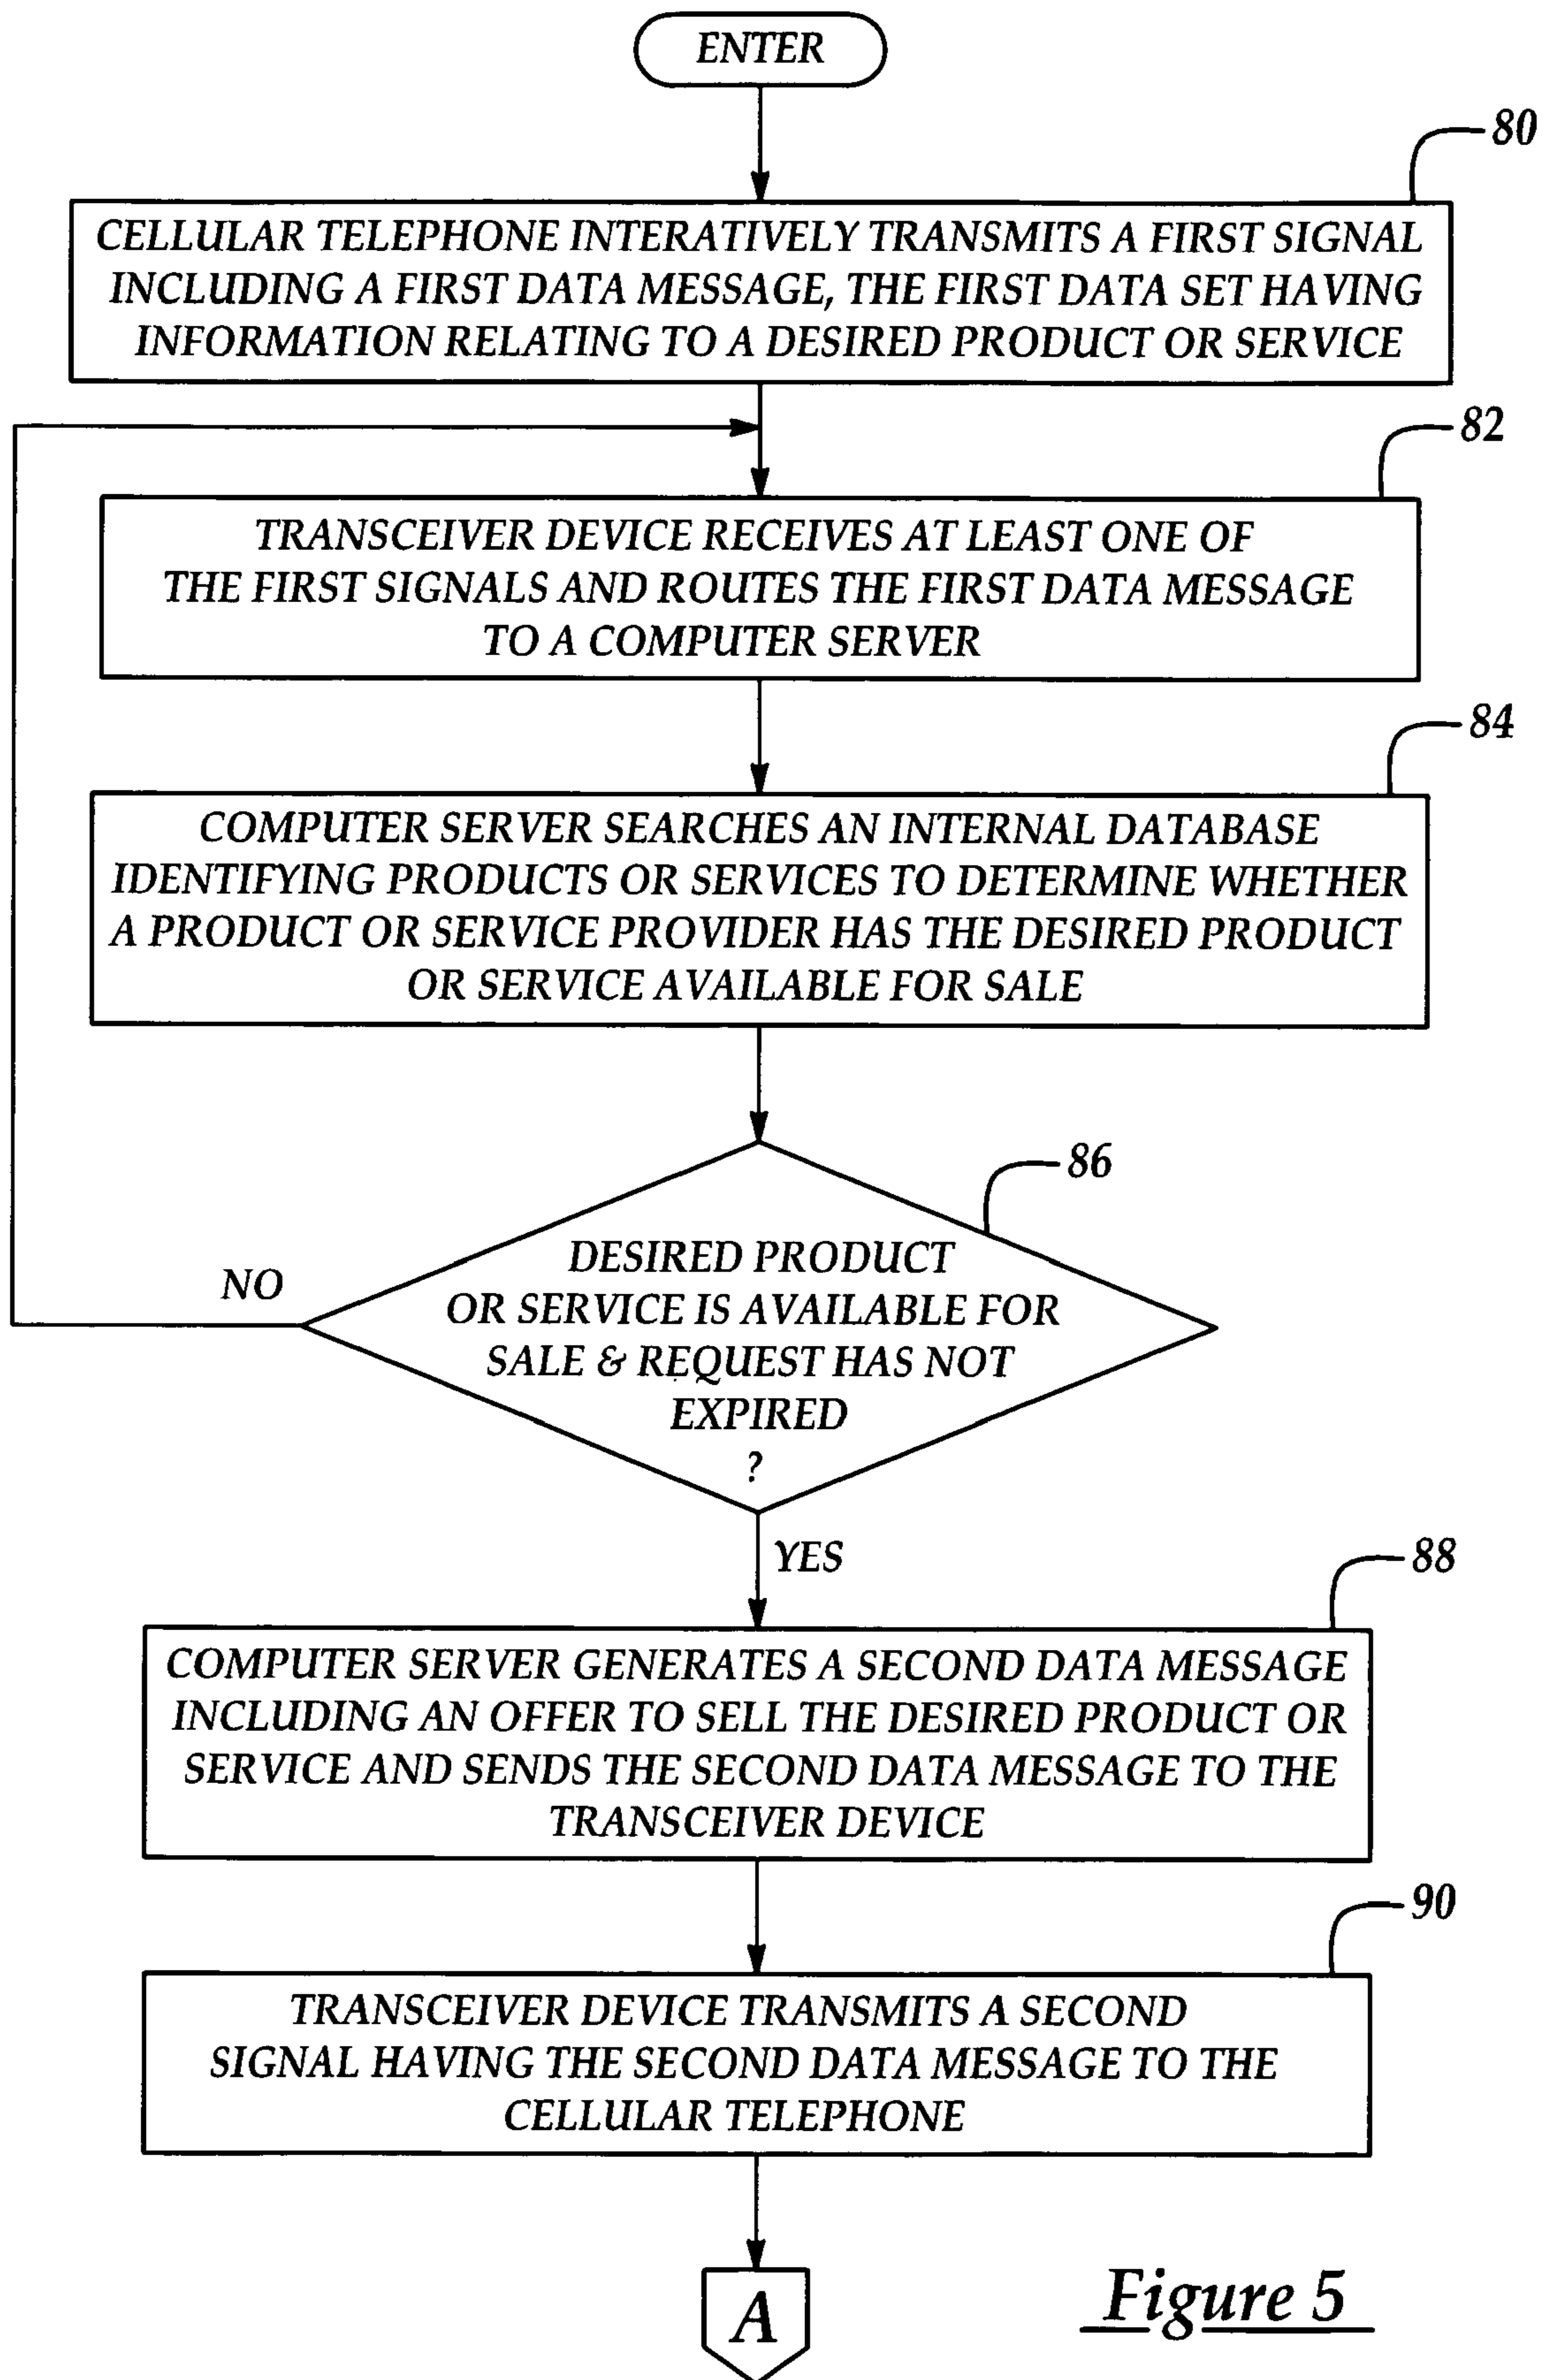 ENTER
80
CELLULAR TELEPHONE INTERATIVELY TRANSMITS A FIRST SIGNAL
INCLUDING A FIRST DATA MESSAGE, THE FIRST DATA SET HAVING
INFORMATION RELATING TO A DESIRED PRODUCT OR SERVICE
82
TRANSCEIVER DEVICE RECEIVES AT LEAST ONE OF
THE FIRST SIGNALS AND ROUTES THE FIRST DATA MESSAGE
TO A COMPUTER SERVER
84
COMPUTER SERVER SEARCHES AN INTERNAL DATABASE
IDENTIFYING PRODUCTS OR SERVICES TO DETERMINE WHETHER
A PRODUCT OR SERVICE PROVIDER HAS THE DESIRED PRODUCT
OR SERVICE AVAILABLE FOR SALE
86
DESIRED PRODUCT
OR SERVICE IS AVAILABLE FOR
SALE & REQUEST HAS NOT
EXPIRED
?
NO
YES
88
COMPUTER SERVER GENERATES A SECOND DATA MESSAGE
INCLUDING AN OFFER TO SELL THE DESIRED PRODUCT OR
SERVICE AND SENDS THE SECOND DATA MESSAGE TO THE
TRANSCEIVER DEVICE
90
TRANSCEIVER DEVICE TRANSMITS A SECOND
SIGNAL HAVING THE SECOND DATA MESSAGE TO THE
CELLULAR TELEPHONE
A
Figure 5